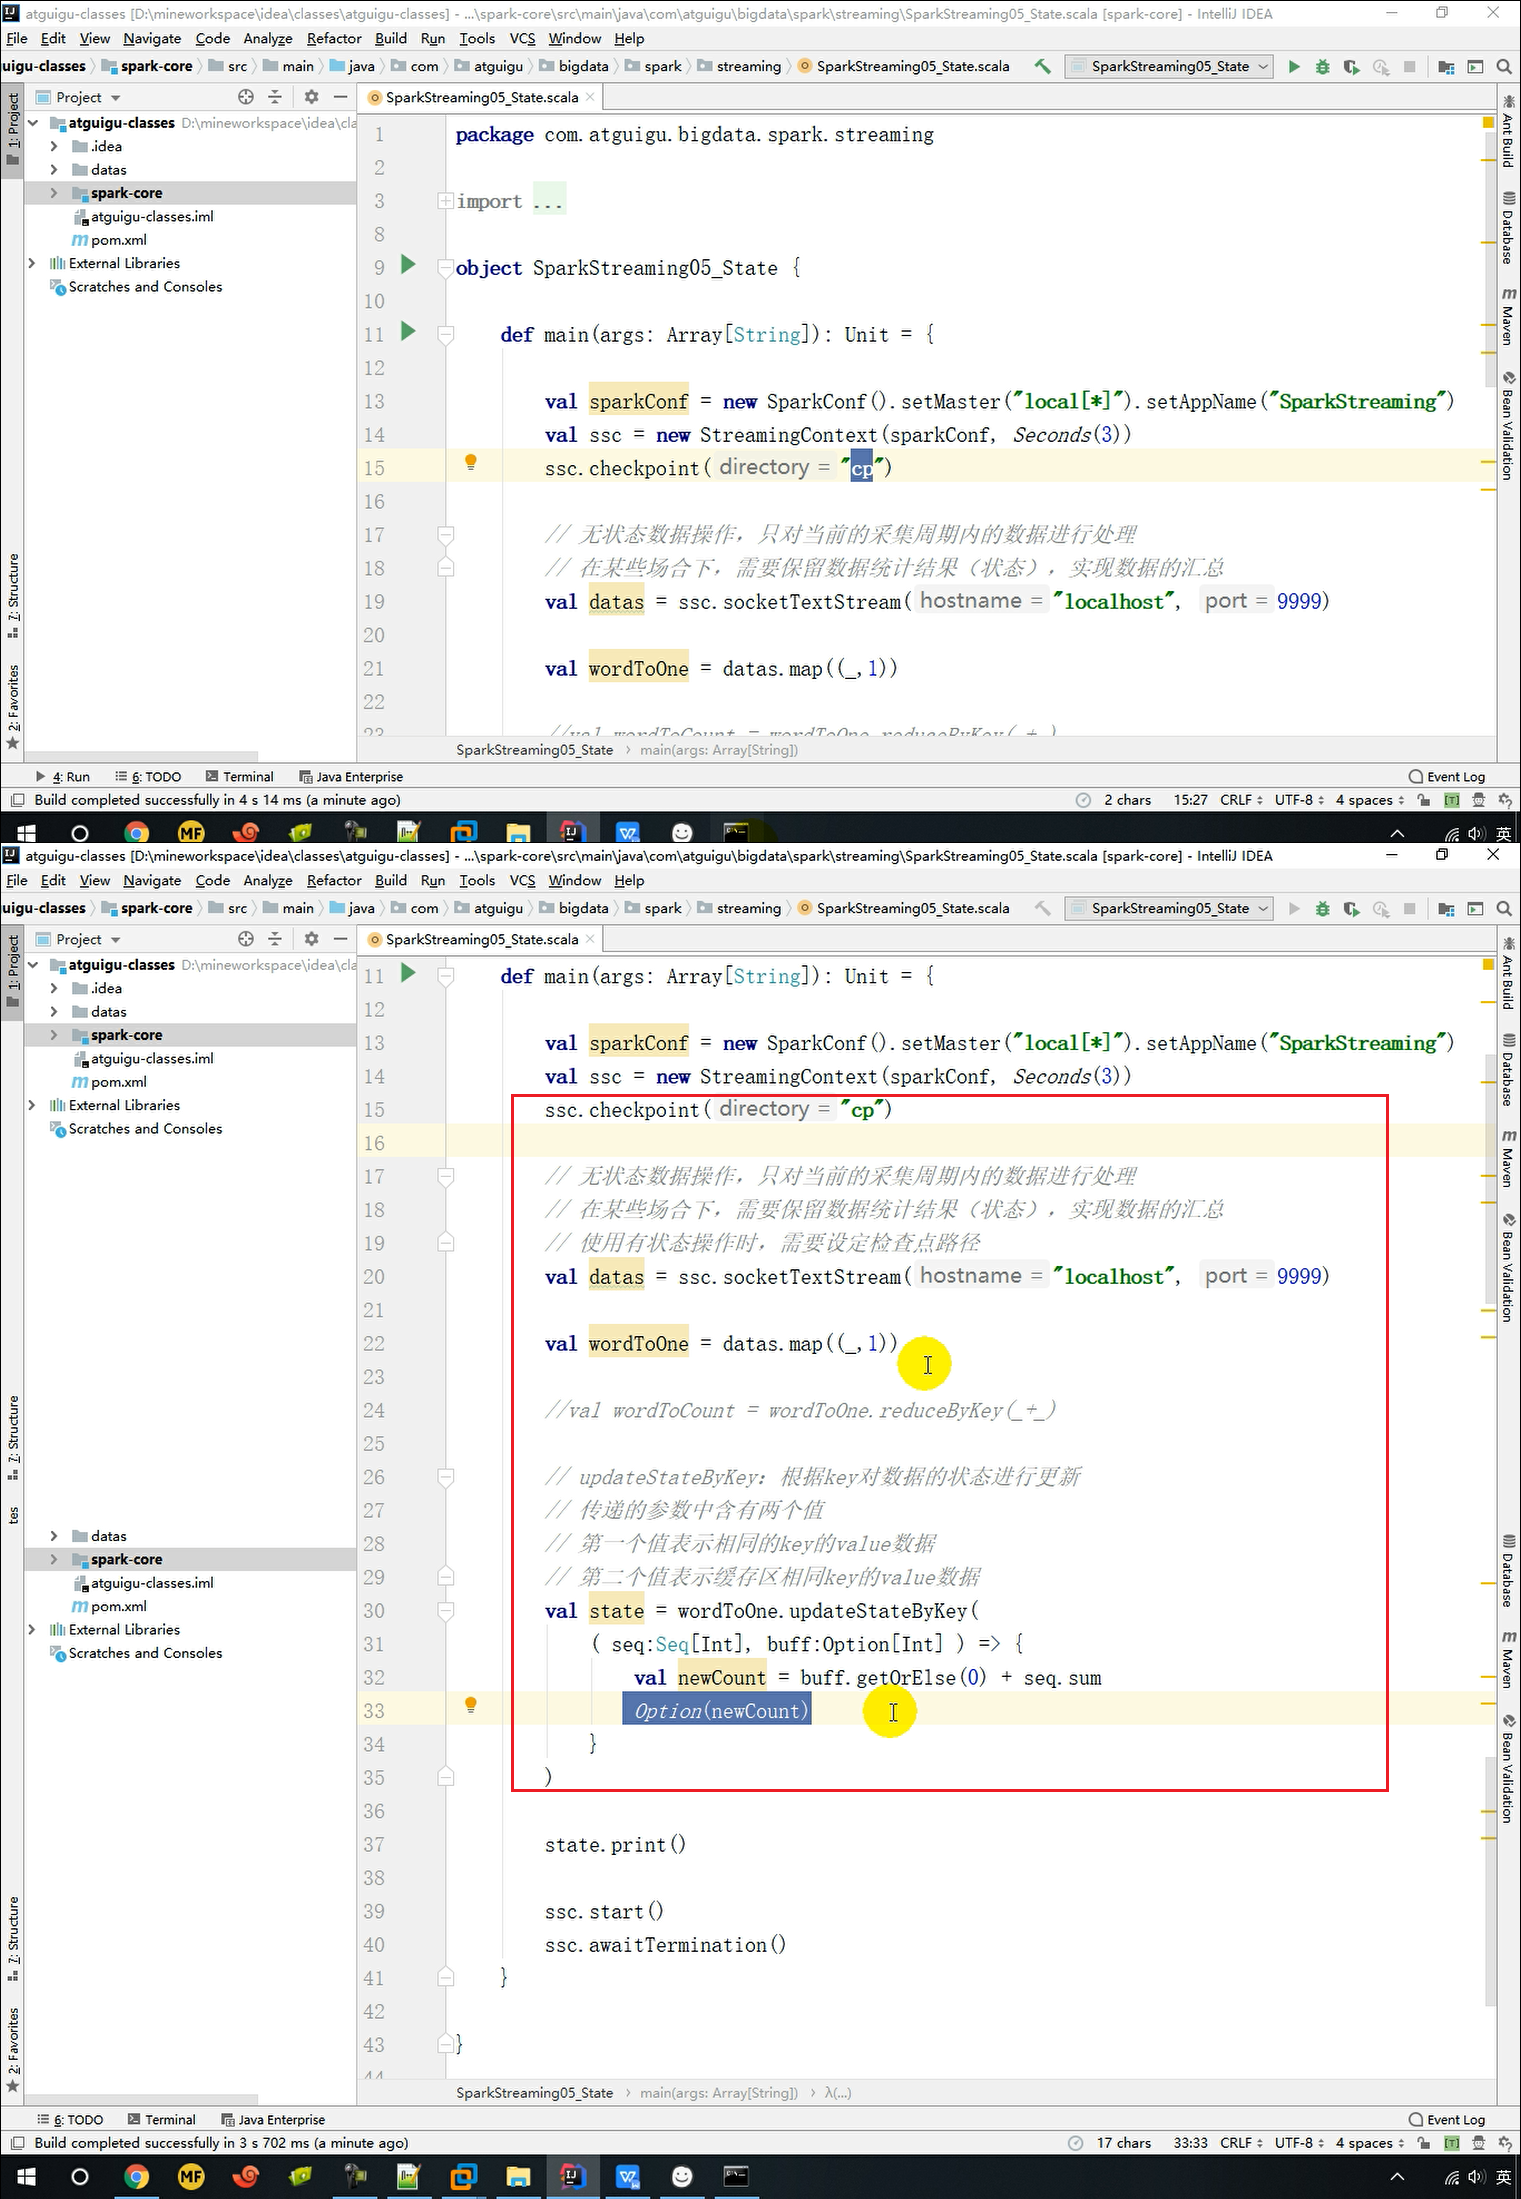 atguigu-classes [D:\mineworkspace\idea\classes\atguigu-classes] - ...\spark-core\src\main\java\com\atguigu\bigdata\spark\streaming\SparkStreaming05_State.scala [spark-core] - IntelliJ IDEA
File Edit View Navigate Code Analyze Refactor Build Run Tools VCS Window Help
guigu-classes spark-core src main java com atguigu bigdata spark streaming SparkStreaming05_State.scala SparkStreaming05_State
Project SparkStreaming05_State.scala
1: Project
7: Structure
2: Favorites
atguigu-classes D:\mineworkspace\idea\cla
.idea
datas
spark-core
atguigu-classes.iml
pom.xml
External Libraries
Scratches and Consoles
Ant Build
Database
Maven
Bean Validation
1 package com.atguigu.bigdata.spark.streaming
2
3 import ...
8
9 object SparkStreaming05_State {
10
11 def main(args: Array[String]): Unit = {
12
13 val sparkConf = new SparkConf().setMaster("local[*]").setAppName("SparkStreaming")
14 val ssc = new StreamingContext(sparkConf, Seconds(3))
15 ssc.checkpoint( directory = "cp")
16
17 // 无状态数据操作，只对当前的采集周期内的数据进行处理
18 // 在某些场合下，需要保留数据统计结果（状态），实现数据的汇总
19 val datas = ssc.socketTextStream( hostname = "localhost", port = 9999)
20
21 val wordToOne = datas.map((_,1))
22
23 //val wordToCount = wordToOne.reduceByKey(_+_)
SparkStreaming05_State main(args: Array[String])
4: Run 6: TODO Terminal Java Enterprise Event Log
Build completed successfully in 4 s 14 ms (a minute ago) 2 chars 15:27 CRLF UTF-8 4 spaces
MF 英
atguigu-classes [D:\mineworkspace\idea\classes\atguigu-classes] - ...\spark-core\src\main\java\com\atguigu\bigdata\spark\streaming\SparkStreaming05_State.scala [spark-core] - IntelliJ IDEA
File Edit View Navigate Code Analyze Refactor Build Run Tools VCS Window Help
guigu-classes spark-core src main java com atguigu bigdata spark streaming SparkStreaming05_State.scala SparkStreaming05_State
Project SparkStreaming05_State.scala
1: Project
7: Structure
tes
7: Structure
2: Favorites
atguigu-classes D:\mineworkspace\idea\cla
.idea
datas
spark-core
atguigu-classes.iml
pom.xml
External Libraries
Scratches and Consoles
datas
spark-core
atguigu-classes.iml
pom.xml
External Libraries
Scratches and Consoles
Ant Build
Database
Maven
Bean Validation
Database
Maven
Bean Validation
11 def main(args: Array[String]): Unit = {
12
13 val sparkConf = new SparkConf().setMaster("local[*]").setAppName("SparkStreaming")
14 val ssc = new StreamingContext(sparkConf, Seconds(3))
15 ssc.checkpoint( directory = "cp")
16
17 // 无状态数据操作，只对当前的采集周期内的数据进行处理
18 // 在某些场合下，需要保留数据统计结果（状态），实现数据的汇总
19 // 使用有状态操作时，需要设定检查点路径
20 val datas = ssc.socketTextStream( hostname = "localhost", port = 9999)
21
22 val wordToOne = datas.map((_,1))
23
24 //val wordToCount = wordToOne.reduceByKey(_+_)
25
26 // updateStateByKey：根据key对数据的状态进行更新
27 // 传递的参数中含有两个值
28 // 第一个值表示相同的key的value数据
29 // 第二个值表示缓存区相同key的value数据
30 val state = wordToOne.updateStateByKey(
31 ( seq:Seq[Int], buff:Option[Int] ) => {
32 val newCount = buff.getOrElse(0) + seq.sum
33 Option(newCount)
34 }
35 )
36
37 state.print()
38
39 ssc.start()
40 ssc.awaitTermination()
41 }
42
43 }
44
SparkStreaming05_State main(args: Array[String]) λ(...)
6: TODO Terminal Java Enterprise Event Log
Build completed successfully in 3 s 702 ms (a minute ago) 17 chars 33:33 CRLF UTF-8 4 spaces
MF 英